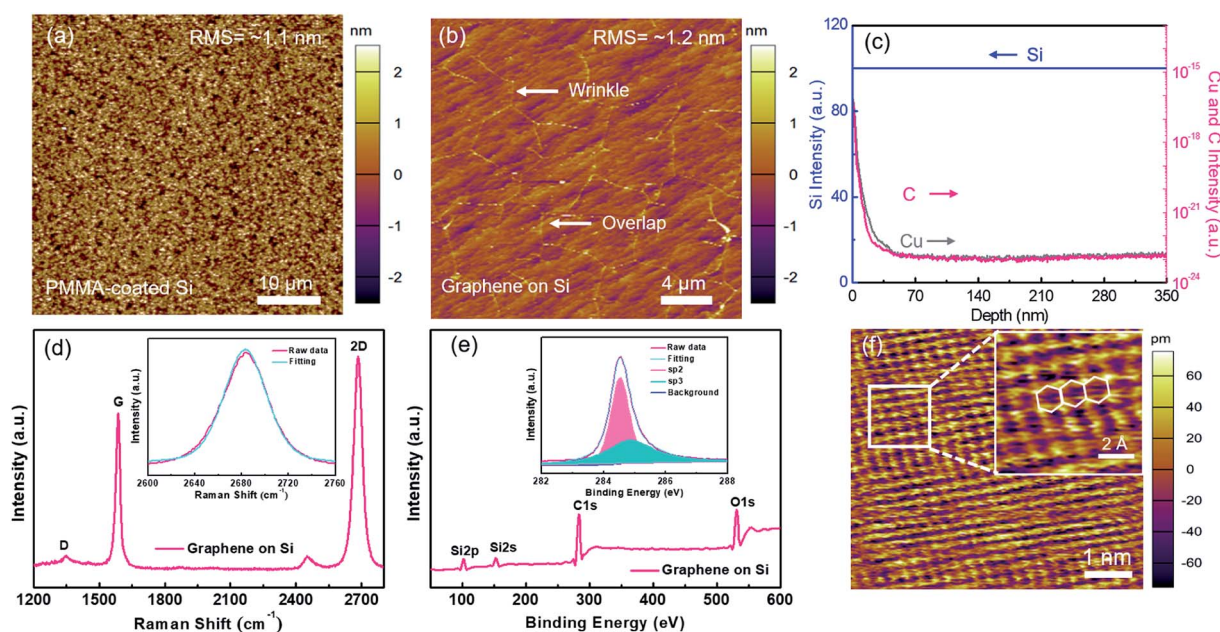 (a)
RMS= ~1.1 nm
PMMA-coated Si
10 μm
nm
2
1
0
-1
-2
(b)
RMS= ~1.2 nm
Wrinkle
Overlap
Graphene on Si
4 μm
nm
2
1
0
-1
-2
(c)
Si
C
Cu
Si Intensity (a.u.)
120
80
40
0
Cu and C Intensity (a.u.)
10⁻¹⁵
10⁻¹⁸
10⁻²¹
10⁻²⁴
0 70 140 210 280 350
Depth (nm)
(d)
D
G
2D
Graphene on Si
Intensity (a.u.)
1200 1600 2000 2400 2800
Raman Shift (cm⁻¹)
Raw data
Fitting
Intensity (a.u.)
2600 2640 2680 2720 2760
Raman Shift (cm⁻¹)
(e)
Si2p
Si2s
C1s
O1s
Graphene on Si
Intensity (a.u.)
100 200 300 400 500 600
Binding Energy (eV)
Raw data
Fitting
sp2
sp3
Background
Intensity (a.u.)
282 284 286 288
Binding Energy (eV)
(f)
2 A
1 nm
pm
60
40
20
0
-20
-40
-60